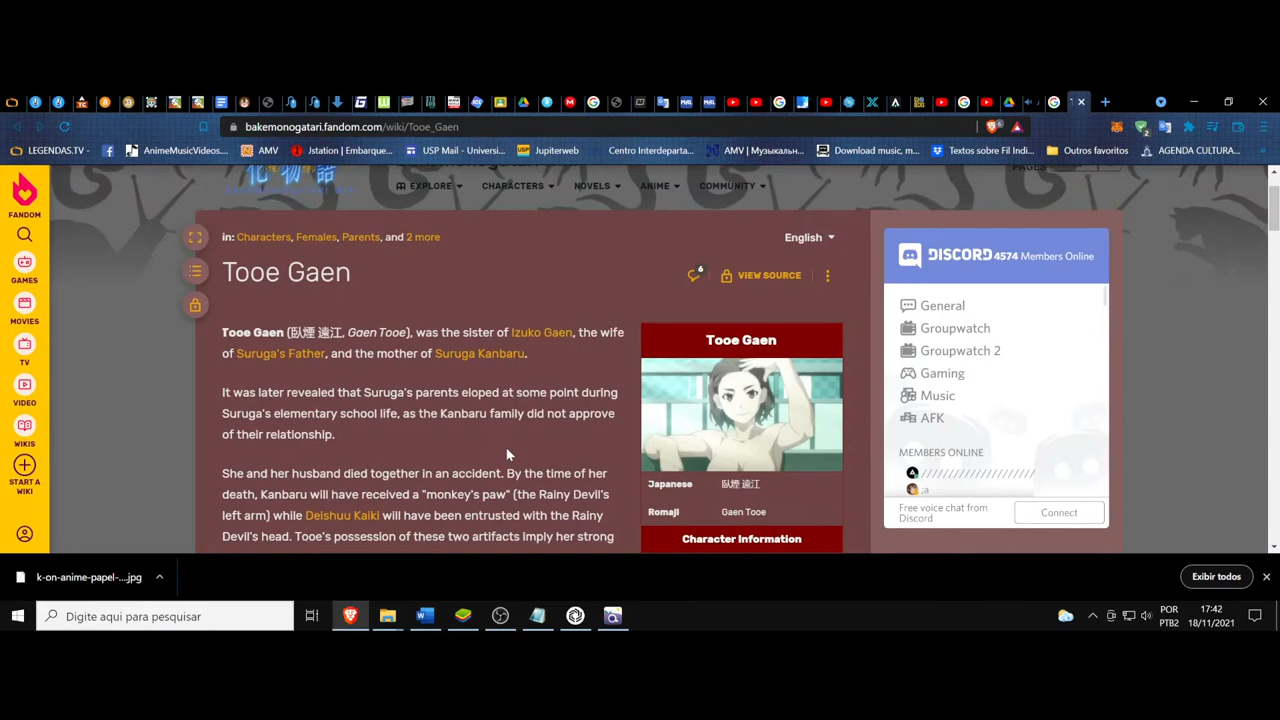 bakemonogatari.fandom.com/wiki/Tooe_Gaen
6
2
LEGENDAS.TV
AnimeMusicVideos...
AMV
Jstation | Embarque...
USP Mail - Universi...
Jupiterweb
Centro Interdeparta...
AMV | Музыкальн...
Download music, m...
Textos sobre Fil Indi...
Outros favoritos
AGENDA CULTURA...
化物語
PAGES
EXPLORE
CHARACTERS
NOVELS
ANIME
COMMUNITY
FANDOM
GAMES
MOVIES
TV
VIDEO
WIKIS
START A
WIKI
in: Characters, Females, Parents, and 2 more
English
Tooe Gaen
6
VIEW SOURCE
Tooe Gaen (臥煙 遠江, Gaen Tooe), was the sister of Izuko Gaen, the wife
of Suruga's Father, and the mother of Suruga Kanbaru.
It was later revealed that Suruga's parents eloped at some point during
Suruga's elementary school life, as the Kanbaru family did not approve
of their relationship.
She and her husband died together in an accident. By the time of her
death, Kanbaru will have received a "monkey's paw" (the Rainy Devil's
left arm) while Deishuu Kaiki will have been entrusted with the Rainy
Devil's head. Tooe's possession of these two artifacts imply her strong
Tooe Gaen
Japanese 臥煙 遠江
Romaji Gaen Tooe
Character Information
DISCORD 4574 Members Online
General
Groupwatch
Groupwatch 2
Gaming
Music
AFK
MEMBERS ONLINE
;a
Free voice chat from
Discord
Connect
k-on-anime-papel-....jpg
Exibir todos
Digite aqui para pesquisar
POR
PTB2
17:42
18/11/2021